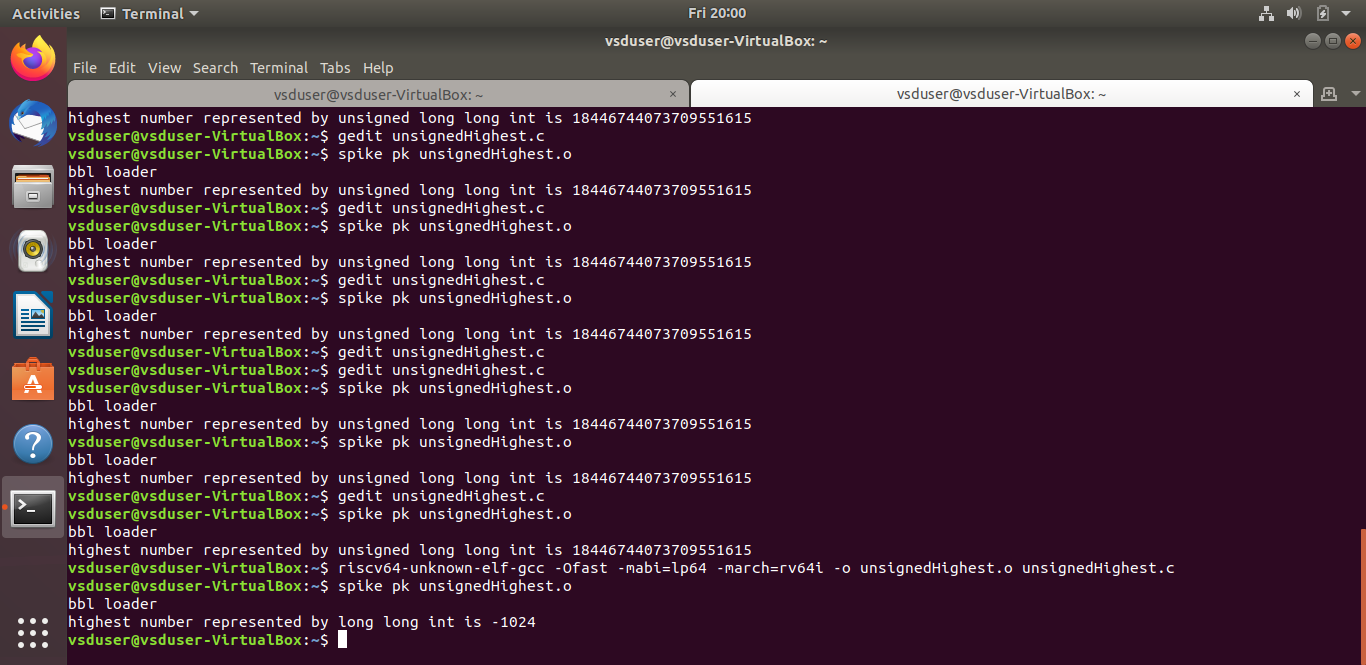 Activities Terminal Fri 20:00
vsduser@vsduser-VirtualBox: ~
File Edit View Search Terminal Tabs Help
vsduser@vsduser-VirtualBox: ~ × vsduser@vsduser-VirtualBox: ~ ×
highest number represented by unsigned long long int is 18446744073709551615
vsduser@vsduser-VirtualBox:~$ gedit unsignedHighest.c
vsduser@vsduser-VirtualBox:~$ spike pk unsignedHighest.o
bbl loader
highest number represented by unsigned long long int is 18446744073709551615
vsduser@vsduser-VirtualBox:~$ gedit unsignedHighest.c
vsduser@vsduser-VirtualBox:~$ spike pk unsignedHighest.o
bbl loader
highest number represented by unsigned long long int is 18446744073709551615
vsduser@vsduser-VirtualBox:~$ gedit unsignedHighest.c
vsduser@vsduser-VirtualBox:~$ spike pk unsignedHighest.o
bbl loader
highest number represented by unsigned long long int is 18446744073709551615
vsduser@vsduser-VirtualBox:~$ gedit unsignedHighest.c
vsduser@vsduser-VirtualBox:~$ gedit unsignedHighest.c
vsduser@vsduser-VirtualBox:~$ spike pk unsignedHighest.o
bbl loader
highest number represented by unsigned long long int is 18446744073709551615
vsduser@vsduser-VirtualBox:~$ spike pk unsignedHighest.o
bbl loader
highest number represented by unsigned long long int is 18446744073709551615
vsduser@vsduser-VirtualBox:~$ gedit unsignedHighest.c
vsduser@vsduser-VirtualBox:~$ spike pk unsignedHighest.o
bbl loader
highest number represented by unsigned long long int is 18446744073709551615
vsduser@vsduser-VirtualBox:~$ riscv64-unknown-elf-gcc -Ofast -mabi=lp64 -march=rv64i -o unsignedHighest.o unsignedHighest.c
vsduser@vsduser-VirtualBox:~$ spike pk unsignedHighest.o
bbl loader
highest number represented by long long int is -1024
vsduser@vsduser-VirtualBox:~$